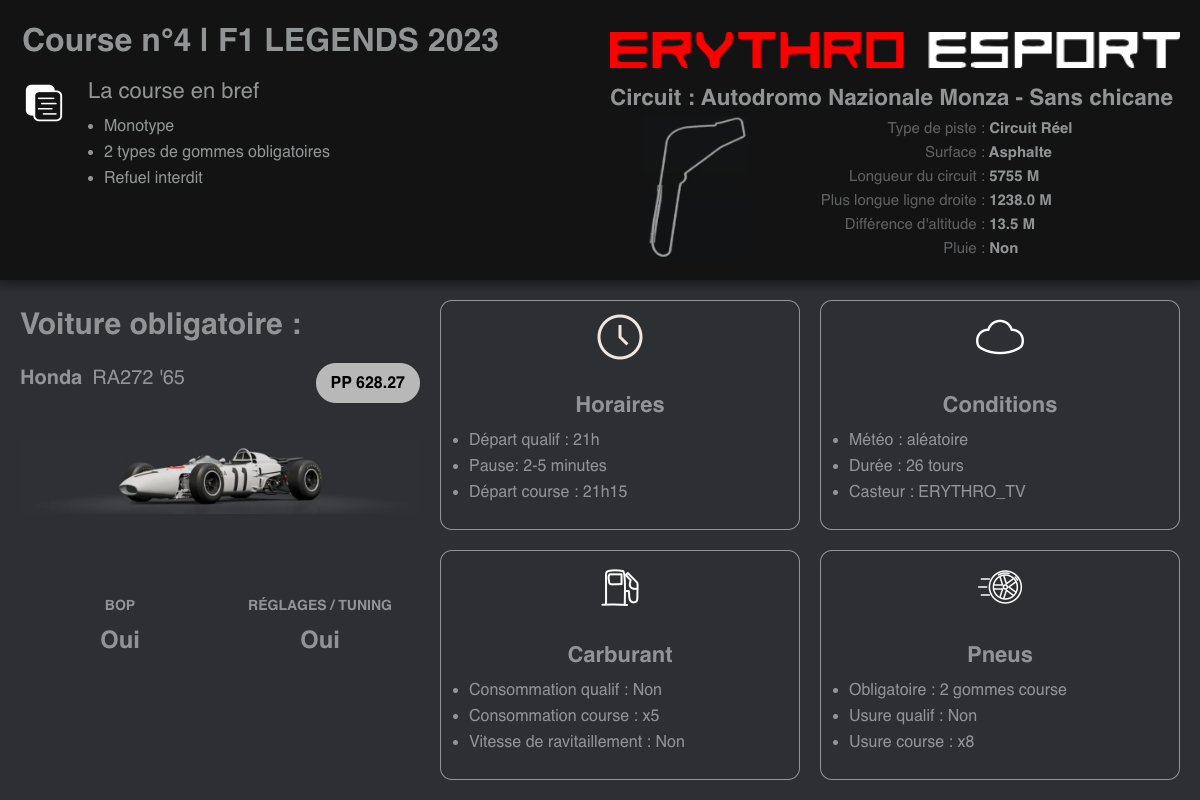 Course n°4 | F1 LEGENDS 2023
La course en bref
Monotype
2 types de gommes obligatoires
Refuel interdit
ERYTHRO ESPORT
Circuit : Autodromo Nazionale Monza - Sans chicane
Type de piste : Circuit Réel
Surface : Asphalte
Longueur du circuit : 5755 M
Plus longue ligne droite : 1238.0 M
Différence d'altitude : 13.5 M
Pluie : Non
Voiture obligatoire :
Honda RA272 '65
PP 628.27
11
BOP
Oui
RÉGLAGES / TUNING
Oui
Horaires
Départ qualif : 21h
Pause: 2-5 minutes
Départ course : 21h15
Conditions
Météo : aléatoire
Durée : 26 tours
Casteur : ERYTHRO_TV
Carburant
Consommation qualif : Non
Consommation course : x5
Vitesse de ravitaillement : Non
Pneus
Obligatoire : 2 gommes course
Usure qualif : Non
Usure course : x8